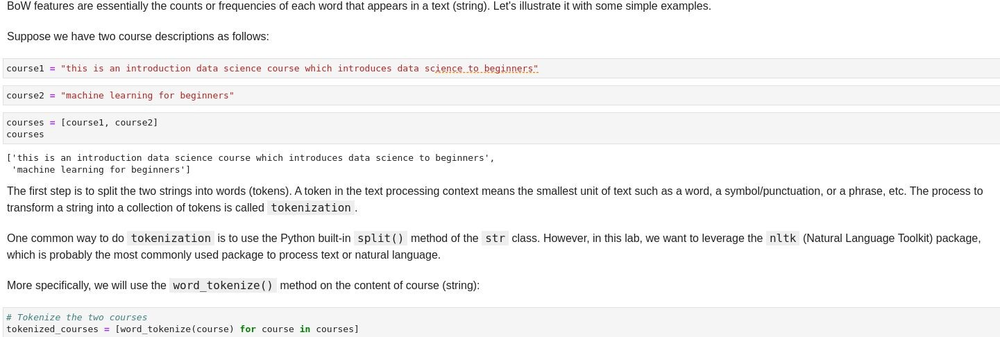 BoW features are essentially the counts or frequencies of each word that appears in a text (string). Let's illustrate it with some simple examples.
Suppose we have two course descriptions as follows:
course1 = "this is an introduction data science course which introduces data science to beginners"
course2 = "machine learning for beginners"
courses = [course1, course2]
courses
['this is an introduction data science course which introduces data science to beginners',
 'machine learning for beginners']
The first step is to split the two strings into words (tokens). A token in the text processing context means the smallest unit of text such as a word, a symbol/punctuation, or a phrase, etc. The process to
transform a string into a collection of tokens is called tokenization.
One common way to do tokenization is to use the Python built-in split() method of the str class. However, in this lab, we want to leverage the nltk (Natural Language Toolkit) package,
which is probably the most commonly used package to process text or natural language.
More specifically, we will use the word_tokenize() method on the content of course (string):
# Tokenize the two courses
tokenized_courses = [word_tokenize(course) for course in courses]